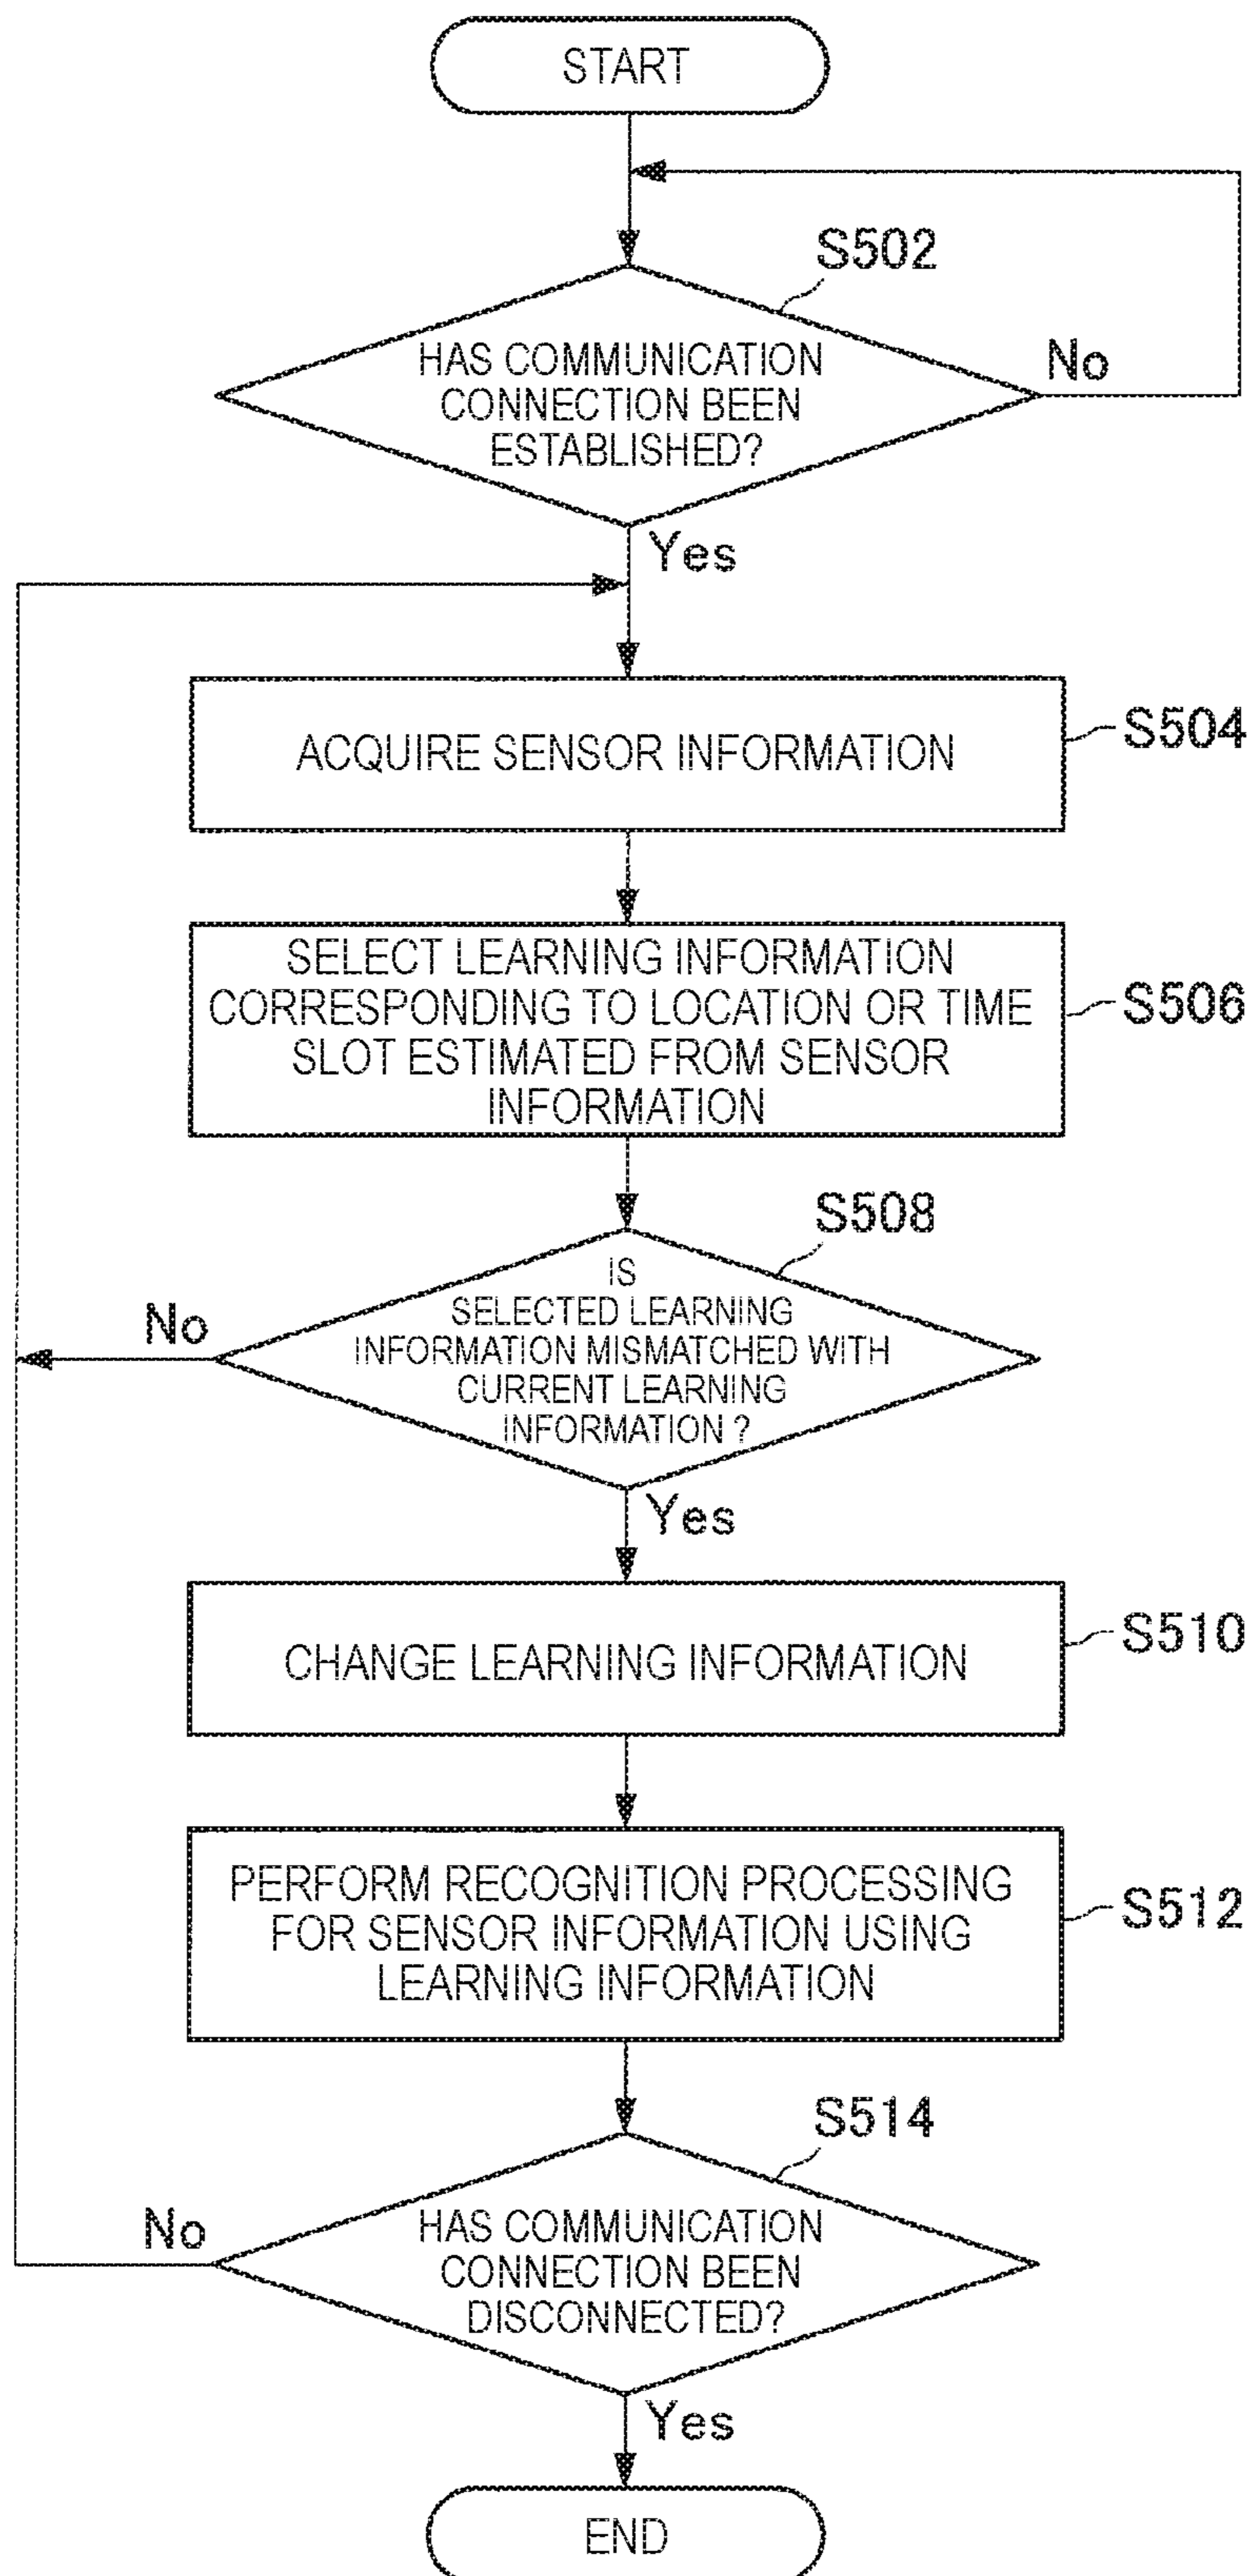 START
S502
HAS COMMUNICATION
CONNECTION BEEN
ESTABLISHED?
No
Yes
ACQUIRE SENSOR INFORMATION
S504
SELECT LEARNING INFORMATION
CORRESPONDING TO LOCATION OR TIME
SLOT ESTIMATED FROM SENSOR
INFORMATION
S506
S508
IS
SELECTED LEARNING
INFORMATION MISMATCHED WITH
CURRENT LEARNING
INFORMATION ?
No
Yes
CHANGE LEARNING INFORMATION
S510
PERFORM RECOGNITION PROCESSING
FOR SENSOR INFORMATION USING
LEARNING INFORMATION
S512
S514
HAS COMMUNICATION
CONNECTION BEEN
DISCONNECTED?
No
Yes
END